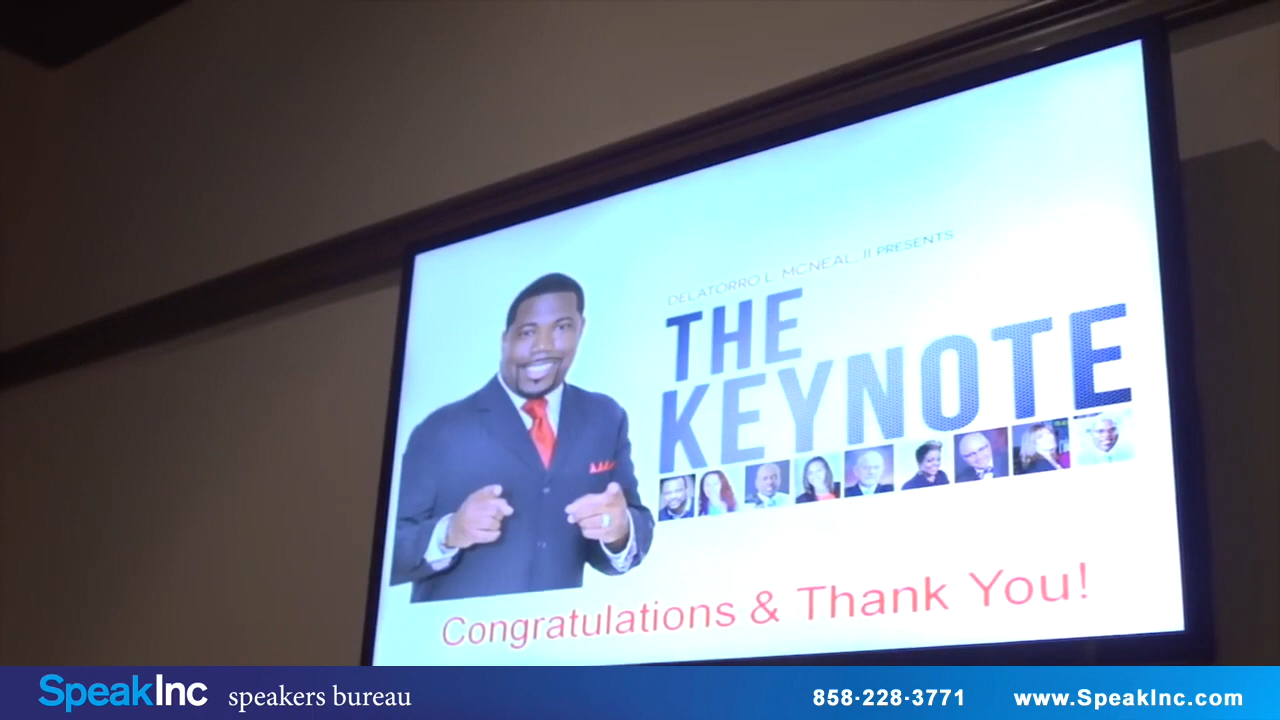 DELATORRO L. MCNEAL, II PRESENTS
THE
KEYNOTE
Congratulations & Thank You!
SpeakInc speakers bureau 858-228-3771 www.SpeakInc.com